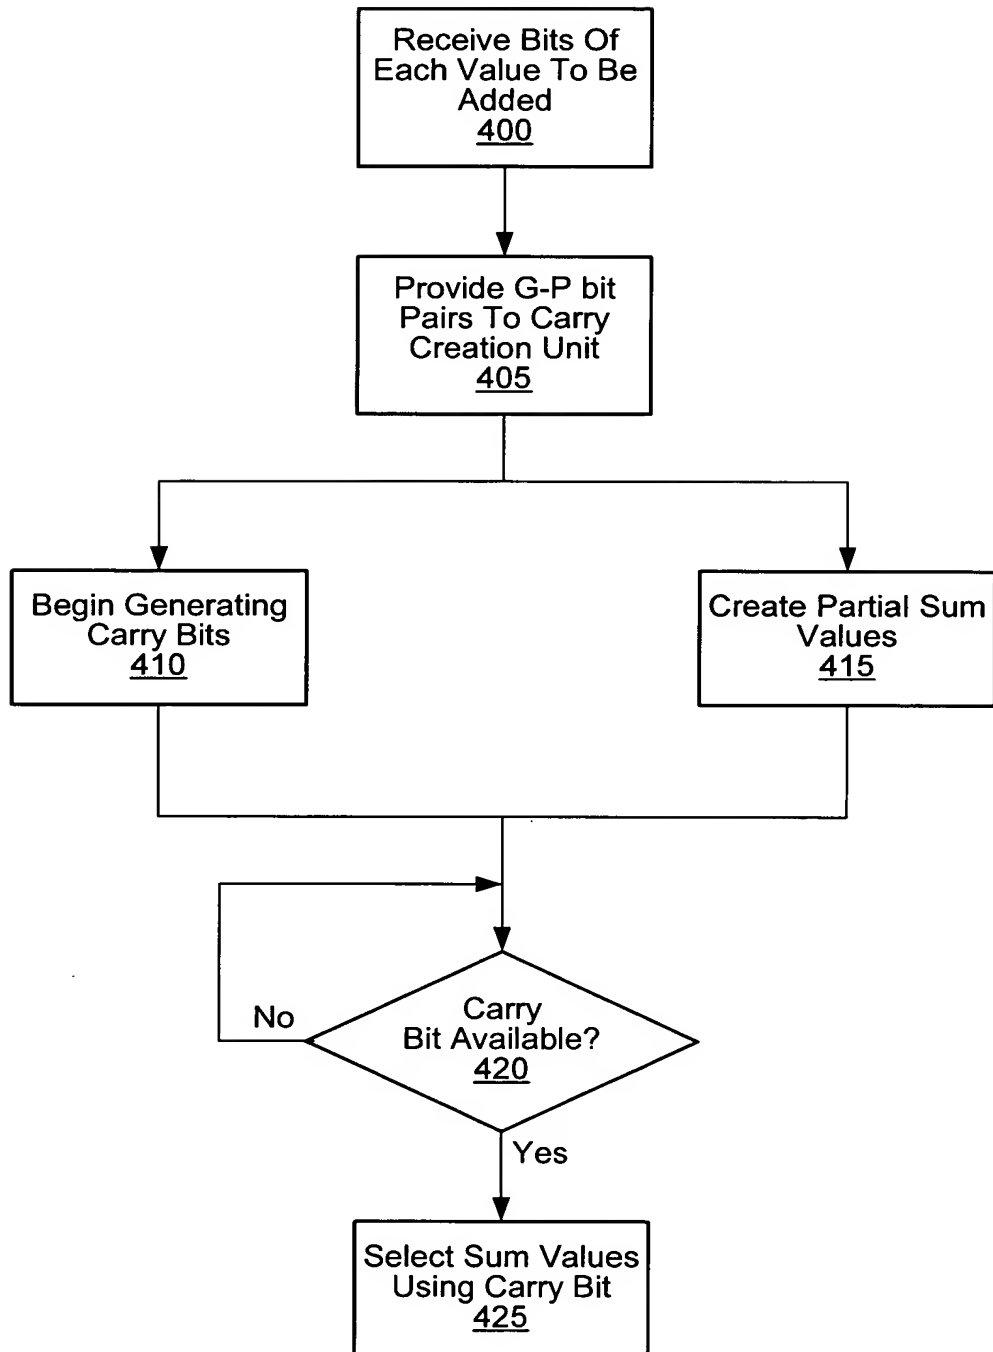 Receive Bits Of
Each Value To Be
Added
400
Provide G-P bit
Pairs To Carry
Creation Unit
405
Begin Generating
Carry Bits
410
Create Partial Sum
Values
415
Carry
Bit Available?
420
No
Yes
Select Sum Values
Using Carry Bit
425